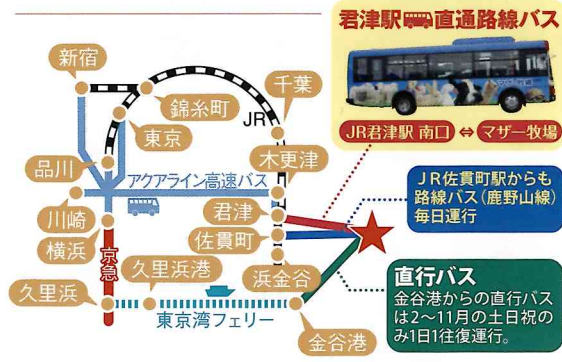 君津駅 直通路線バス
マザー牧場
JR君津駅 南口 ⇔ マザー牧場
新宿
錦糸町
千葉
東京
JR
品川
木更津
アクアライン高速バス
川崎
君津
横浜
佐貫町
京急
久里浜港
浜金谷
久里浜
東京湾フェリー
金谷港
JR佐貫町駅からも
路線バス(鹿野山線)
毎日運行
直行バス
金谷港からの直行バス
は2〜11月の土日祝の
み1日1往復運行。